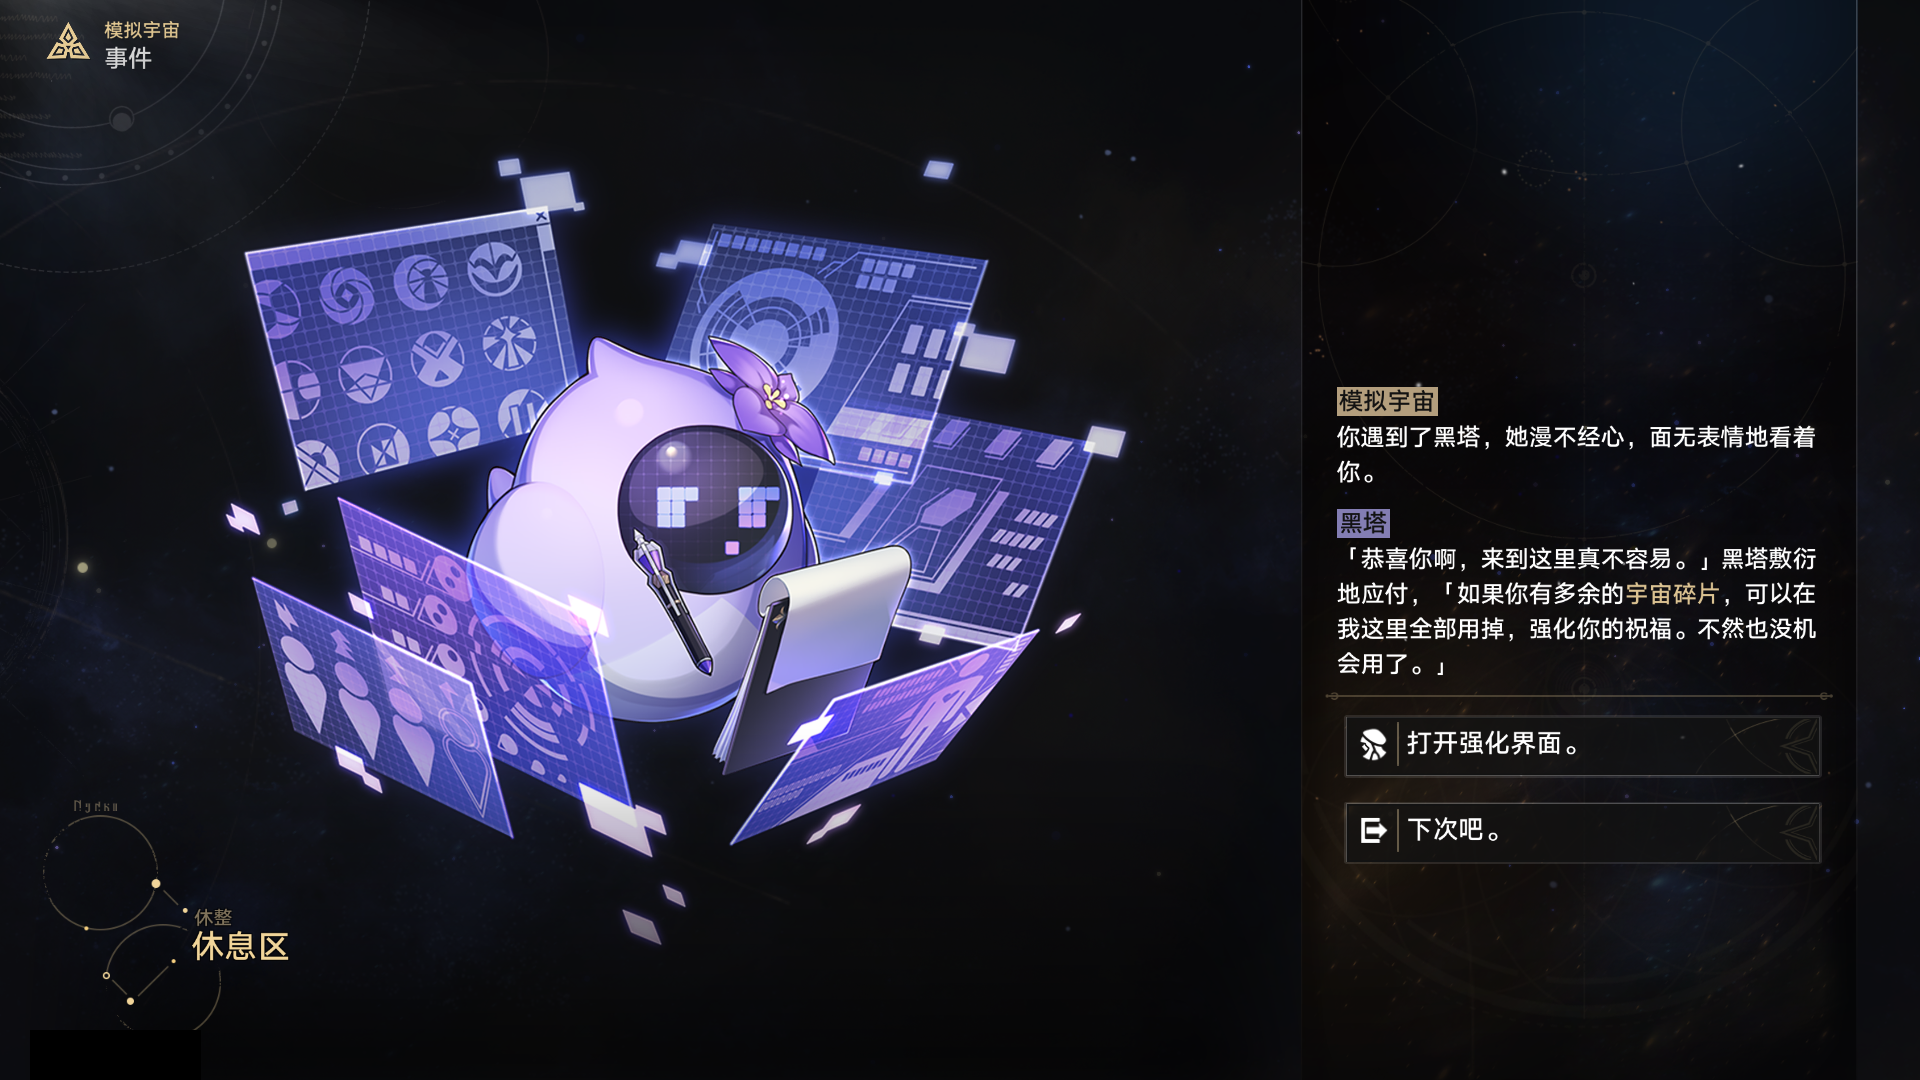 模拟宇宙
事件
模拟宇宙
你遇到了黑塔，她漫不经心，面无表情地看着
你。
黑塔
「恭喜你啊，来到这里真不容易。」黑塔敷衍
地应付，「如果你有多余的宇宙碎片，可以在
我这里全部用掉，强化你的祝福。不然也没机
会用了。」
打开强化界面。
下次吧。
休整
休息区